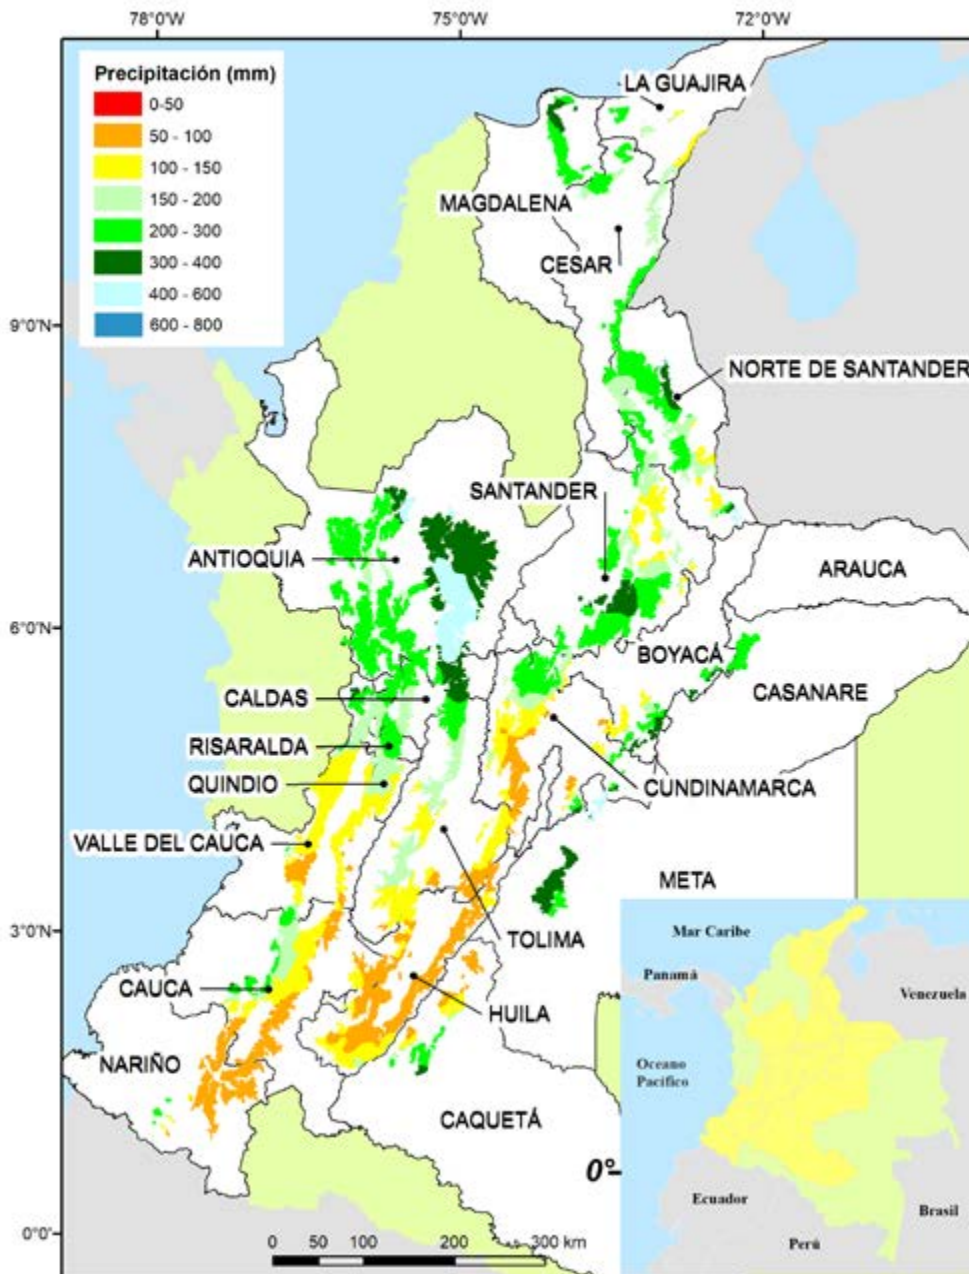 78°0'W
75°0'W
72°0'W
Precipitación (mm)
0-50
50 - 100
100 - 150
150 - 200
200 - 300
300 - 400
400 - 600
600 - 800
LA GUAJIRA
MAGDALENA
CESAR
9°0'N
NORTE DE SANTANDER
SANTANDER
ANTIOQUIA
ARAUCA
6°0'N
BOYACÁ
CASANARE
CALDAS
RISARALDA
QUINDIO
CUNDINAMARCA
VALLE DEL CAUCA
META
3°0'N
TOLIMA
CAUCA
HUILA
NARIÑO
CAQUETÁ
0°
0°0'
0 50 100 200 300 km
Mar Caribe
Panamá
Venezuela
Oceano
Pacífico
Ecuador
Brasil
Perú